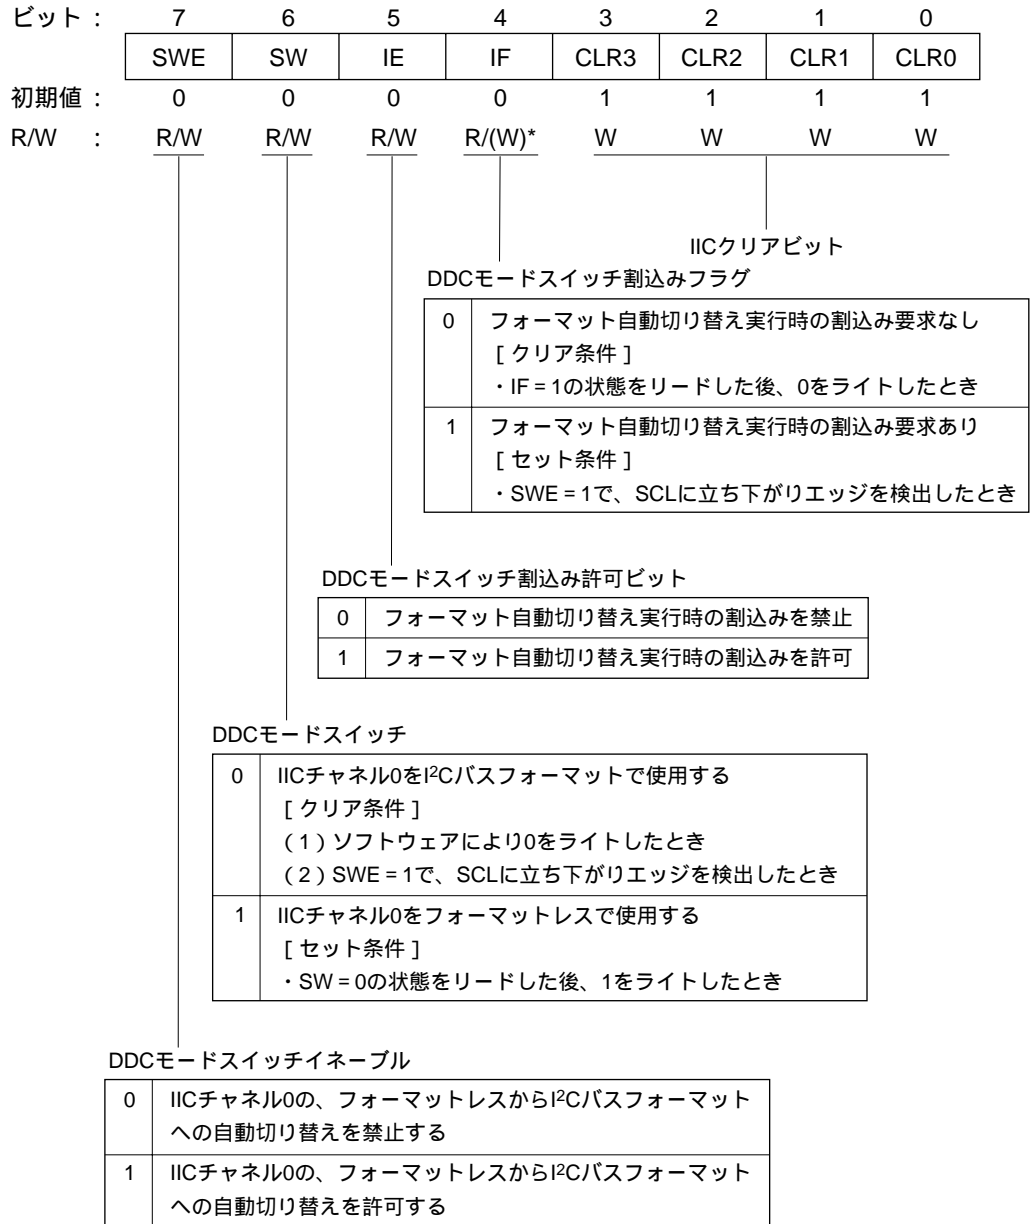 ビット： 7 6 5 4 3 2 1 0
SWE SW IE IF CLR3 CLR2 CLR1 CLR0
初期値： 0 0 0 0 1 1 1 1
R/W ： R/W R/W R/W R/(W)* W W W W
IICクリアビット
DDCモードスイッチ割込みフラグ
0 フォーマット自動切り替え実行時の割込み要求なし
［クリア条件］
・IF = 1の状態をリードした後、0をライトしたとき
1 フォーマット自動切り替え実行時の割込み要求あり
［セット条件］
・SWE = 1で、SCLに立ち下がりエッジを検出したとき
DDCモードスイッチ割込み許可ビット
0 フォーマット自動切り替え実行時の割込みを禁止
1 フォーマット自動切り替え実行時の割込みを許可
DDCモードスイッチ
0 IICチャネル0をI²Cバスフォーマットで使用する
［クリア条件］
（1）ソフトウェアにより0をライトしたとき
（2）SWE = 1で、SCLに立ち下がりエッジを検出したとき
1 IICチャネル0をフォーマットレスで使用する
［セット条件］
・SW = 0の状態をリードした後、1をライトしたとき
DDCモードスイッチイネーブル
0 IICチャネル0の、フォーマットレスからI²Cバスフォーマット
への自動切り替えを禁止する
1 IICチャネル0の、フォーマットレスからI²Cバスフォーマット
への自動切り替えを許可する